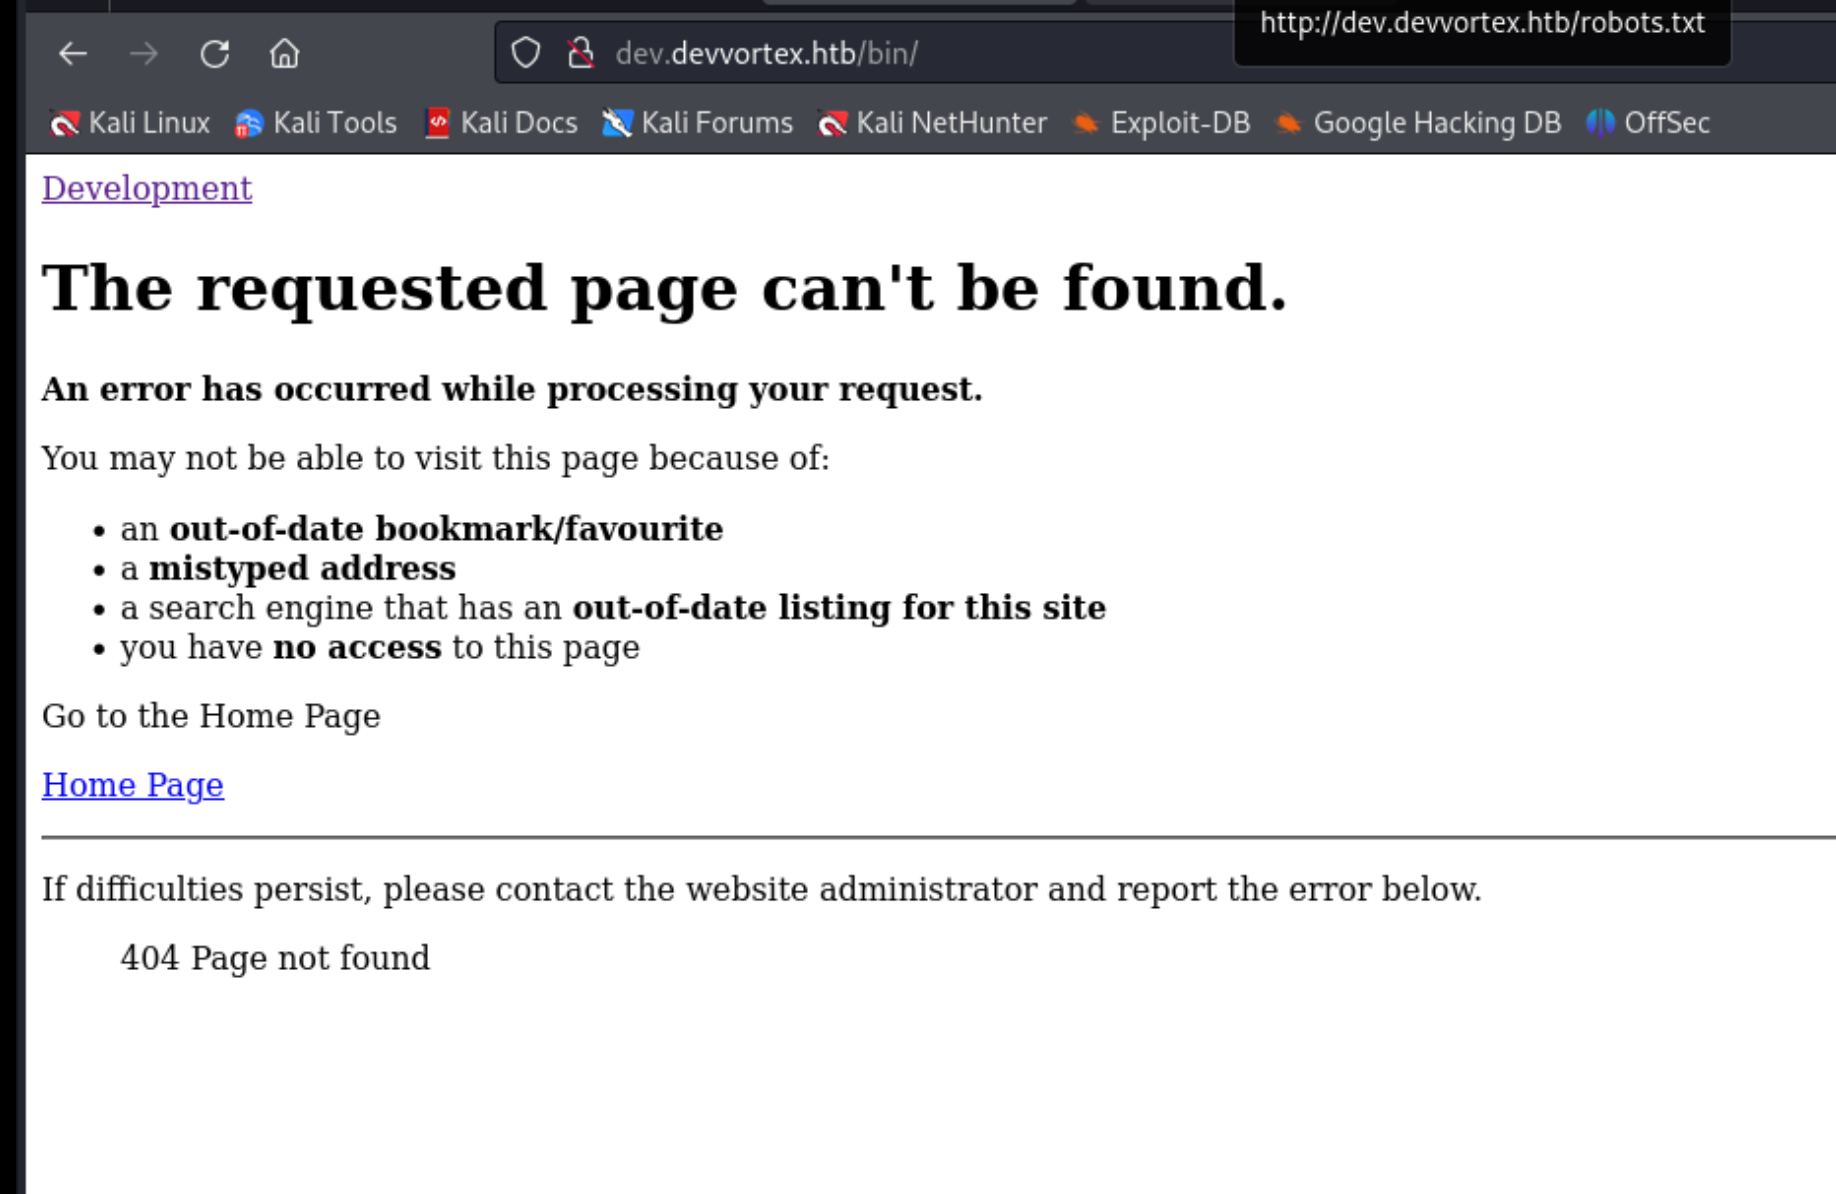 http://dev.devvortex.htb/robots.txt
dev.devvortex.htb/bin/
Kali Linux Kali Tools Kali Docs Kali Forums Kali NetHunter Exploit-DB Google Hacking DB OffSec
Development
The requested page can't be found.
An error has occurred while processing your request.
You may not be able to visit this page because of:
• an out-of-date bookmark/favourite
• a mistyped address
• a search engine that has an out-of-date listing for this site
• you have no access to this page
Go to the Home Page
Home Page
If difficulties persist, please contact the website administrator and report the error below.
404 Page not found